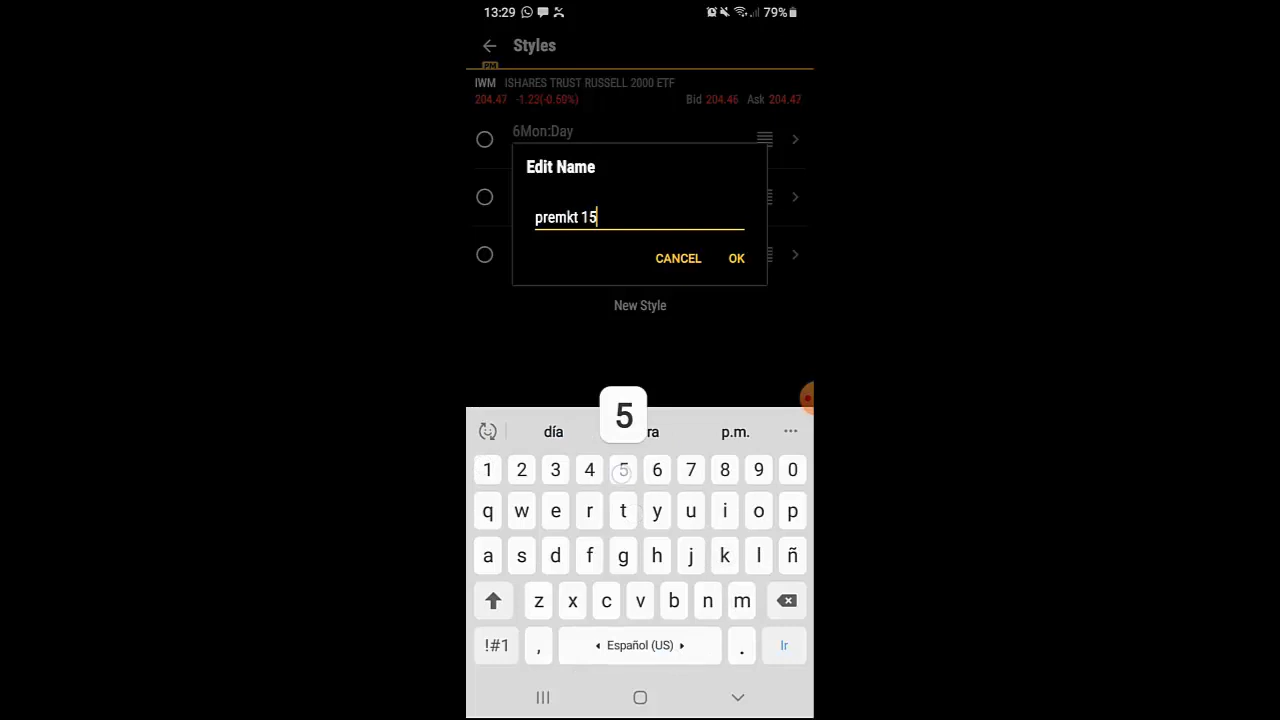 13:29 79%
Styles
PM
IWM ISHARES TRUST RUSSELL 2000 ETF
204.47 -1.23(-0.60%) Bid 204.46 Ask 204.47
6Mon:Day
Edit Name
premkt 15
CANCEL OK
New Style
5
día ra p.m.
1 2 3 4 5 6 7 8 9 0
q w e r t y u i o p
a s d f g h j k l ñ
z x c v b n m
!#1 , Español (US) . Ir